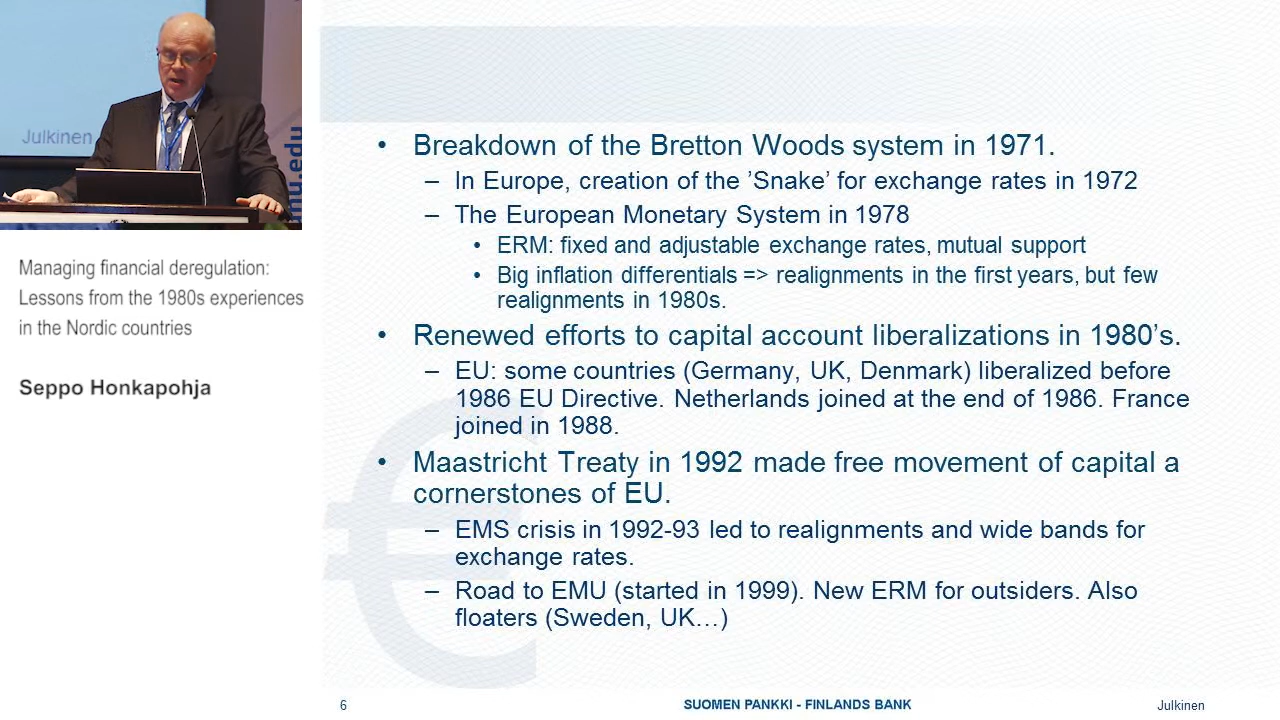 Julkinen
nu.edu
Managing financial deregulation:
Lessons from the 1980s experiences
in the Nordic countries
Seppo Honkapohja
• Breakdown of the Bretton Woods system in 1971.
– In Europe, creation of the ’Snake’ for exchange rates in 1972
– The European Monetary System in 1978
• ERM: fixed and adjustable exchange rates, mutual support
• Big inflation differentials => realignments in the first years, but few
realignments in 1980s.
• Renewed efforts to capital account liberalizations in 1980’s.
– EU: some countries (Germany, UK, Denmark) liberalized before
1986 EU Directive. Netherlands joined at the end of 1986. France
joined in 1988.
• Maastricht Treaty in 1992 made free movement of capital a
cornerstones of EU.
– EMS crisis in 1992-93 led to realignments and wide bands for
exchange rates.
– Road to EMU (started in 1999). New ERM for outsiders. Also
floaters (Sweden, UK…)
6
SUOMEN PANKKI - FINLANDS BANK
Julkinen